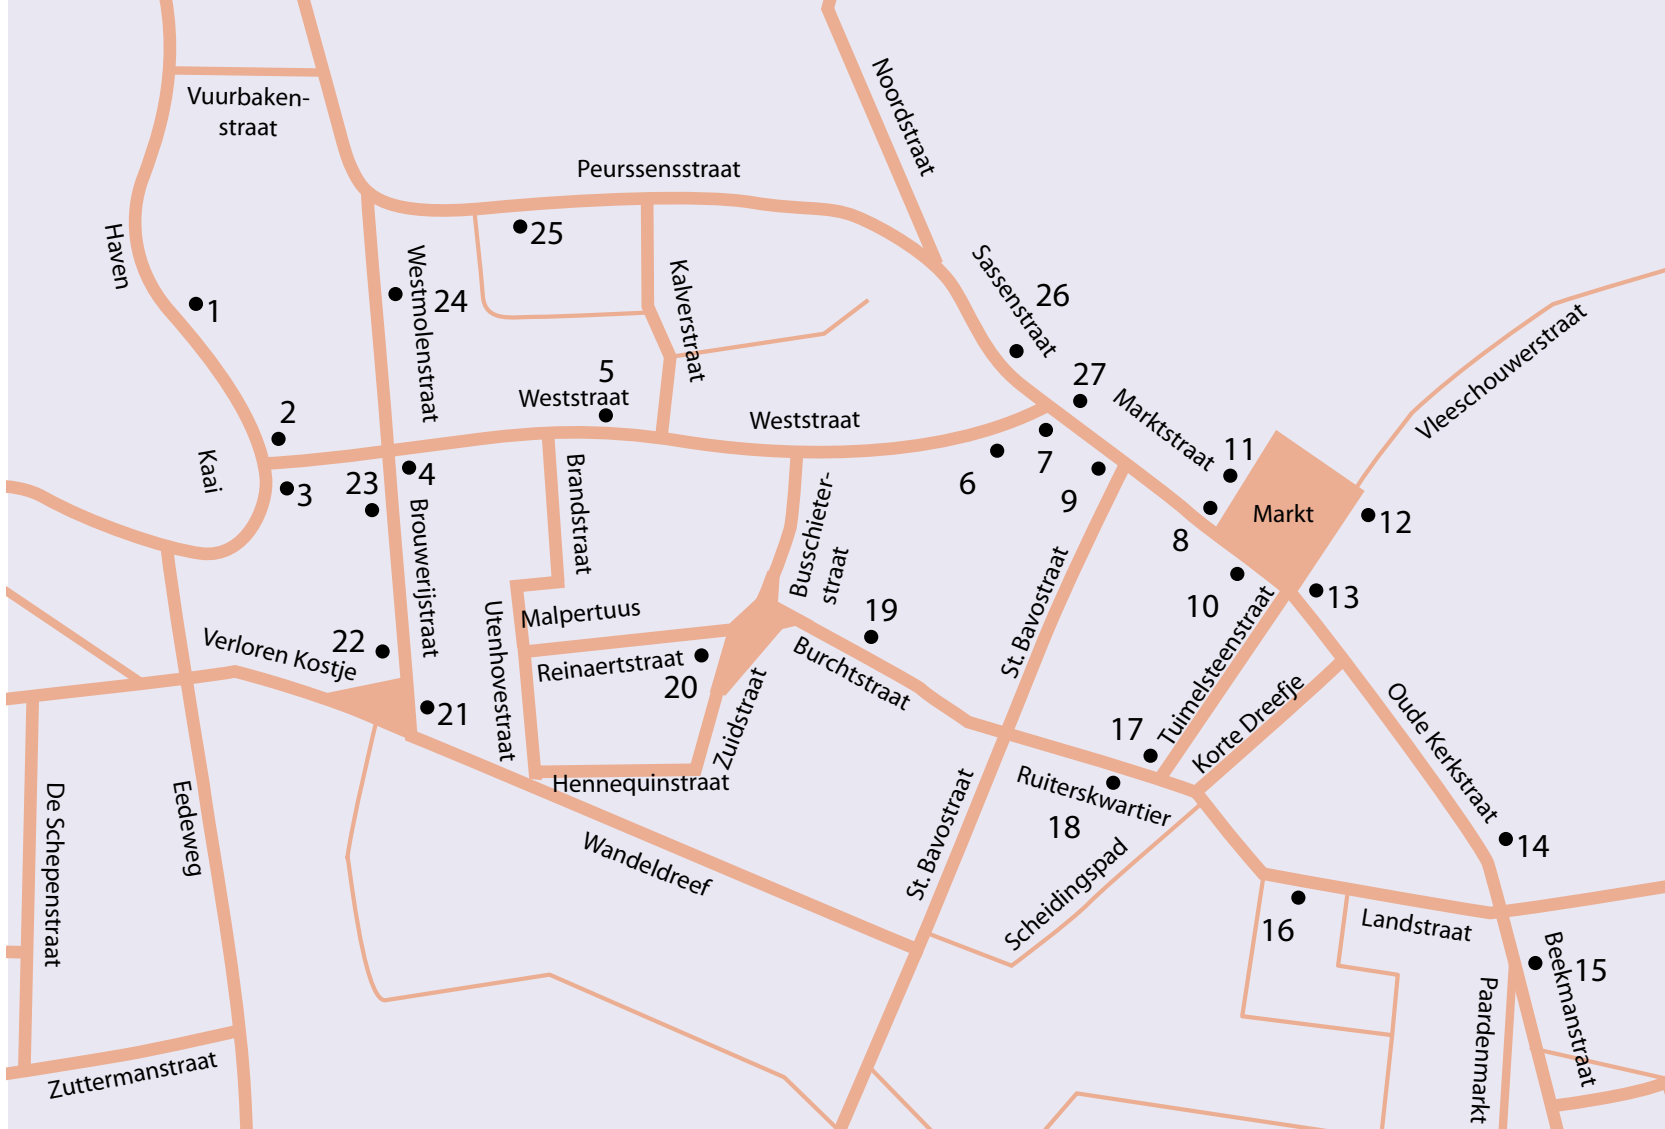 Vuurbaken-
straat
Noordstraat
Peurssensstraat
25
Haven
Westmolenstraat
24
Kalverstraat
Sassenstraat
26
1
Vleeschouwerstraat
5
27
Weststraat
Marktstraat
2
Weststraat
11
Kaai
23
4
3
6
7
9
Markt
12
8
Brandstraat
Busschieter-
straat
Brouwerijstraat
St. Bavostraat
10
13
Utenhovestraat
Malpertuus
19
Tuimelsteenstraat
Verloren Kostje
22
Reinaertstraat
20
Burchtstraat
Zuidstraat
21
17
Korte Dreefje
Oude Kerkstraat
Hennequinstraat
Ruiterskwartier
18
De Schepenstraat
Eedeweg
Wandeldreef
St. Bavostraat
Scheidingspad
14
16
Landstraat
Beekmanstraat
15
Paardenmarkt
Zuttermanstraat